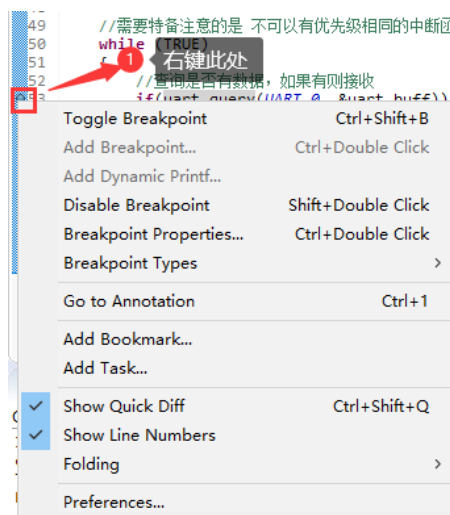 49
//需要特备注意的是 不可以有优先级相同的中断函
50
while (TRUE)
51
{
1
右键此处
52
//查询是否有数据，如果有则接收
53
if(uart_query(UART_0, &uart_buff))
Toggle Breakpoint Ctrl+Shift+B
Add Breakpoint... Ctrl+Double Click
Add Dynamic Printf...
Disable Breakpoint Shift+Double Click
Breakpoint Properties... Ctrl+Double Click
Breakpoint Types
Go to Annotation Ctrl+1
Add Bookmark...
Add Task...
Show Quick Diff Ctrl+Shift+Q
Show Line Numbers
Folding
Preferences...